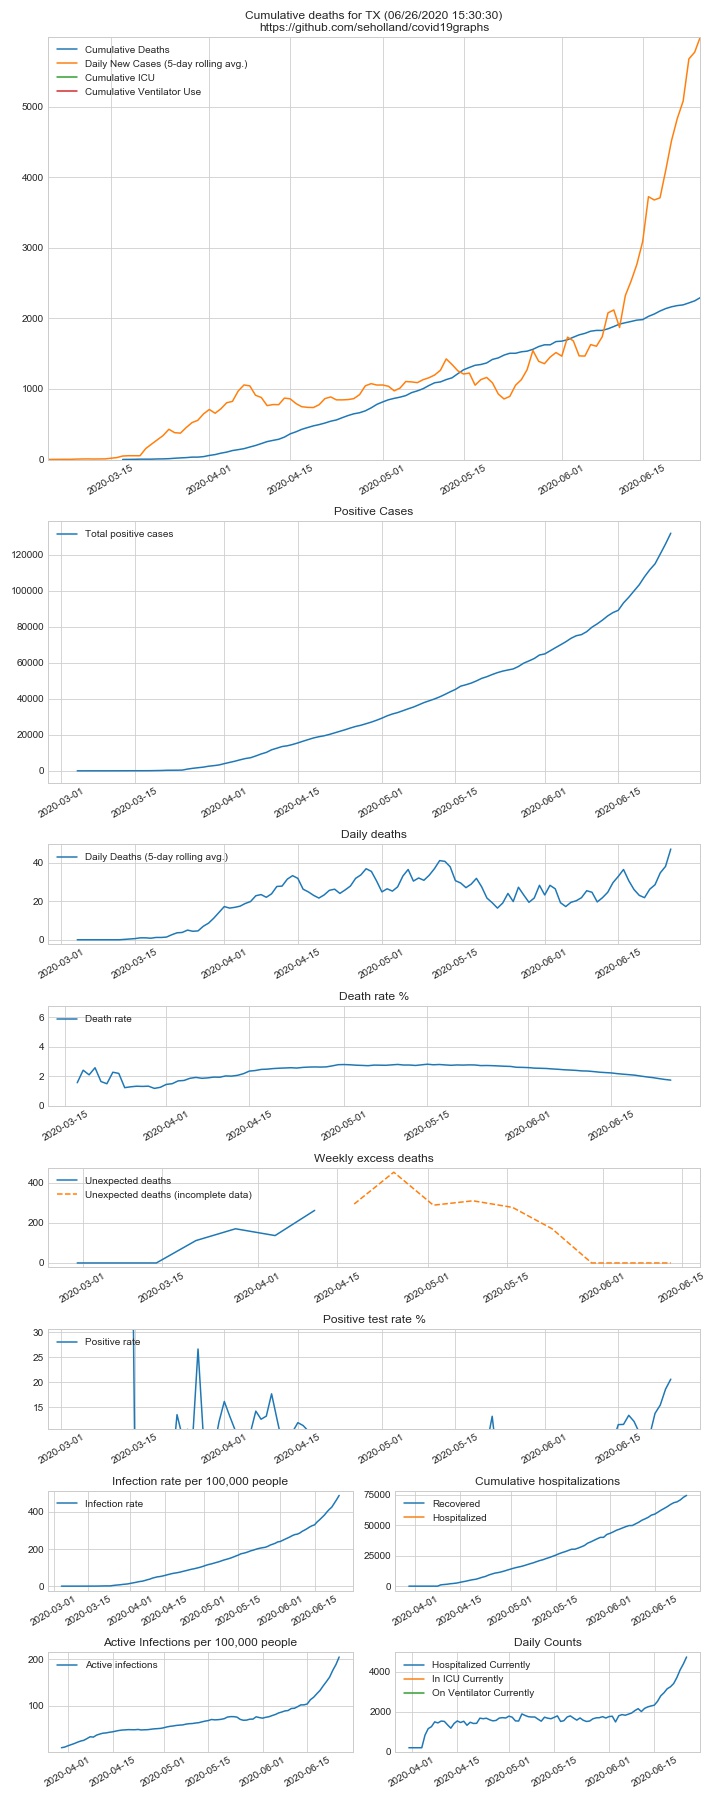 Cumulative deaths for TX (06/26/2020 15:30:30)
https://github.com/seholland/covid19graphs
Cumulative Deaths
Daily New Cases (5-day rolling avg.)
Cumulative ICU
Cumulative Ventilator Use
5000
4000
3000
2000
1000
0
2020-03-15 2020-04-01 2020-04-15 2020-05-01 2020-05-15 2020-06-01 2020-06-15
Positive Cases
Total positive cases
120000
100000
80000
60000
40000
20000
0
2020-03-01 2020-03-15 2020-04-01 2020-04-15 2020-05-01 2020-05-15 2020-06-01 2020-06-15
Daily deaths
Daily Deaths (5-day rolling avg.)
40
20
0
2020-03-01 2020-03-15 2020-04-01 2020-04-15 2020-05-01 2020-05-15 2020-06-01 2020-06-15
Death rate %
Death rate
6
4
2
0
2020-03-15 2020-04-01 2020-04-15 2020-05-01 2020-05-15 2020-06-01 2020-06-15
Weekly excess deaths
Unexpected deaths
Unexpected deaths (incomplete data)
400
200
0
2020-03-01 2020-03-15 2020-04-01 2020-04-15 2020-05-01 2020-05-15 2020-06-01 2020-06-15
Positive test rate %
Positive rate
30
25
20
15
2020-03-01 2020-03-15 2020-04-01 2020-04-15 2020-05-01 2020-05-15 2020-06-01 2020-06-15
Infection rate per 100,000 people
Infection rate
400
200
0
2020-03-01 2020-03-15 2020-04-01 2020-04-15 2020-05-01 2020-05-15 2020-06-01 2020-06-15
Cumulative hospitalizations
Recovered
Hospitalized
75000
50000
25000
0
2020-04-01 2020-04-15 2020-05-01 2020-05-15 2020-06-01 2020-06-15
Active Infections per 100,000 people
Active infections
200
100
2020-04-01 2020-04-15 2020-05-01 2020-05-15 2020-06-01 2020-06-15
Daily Counts
Hospitalized Currently
In ICU Currently
On Ventilator Currently
4000
2000
0
2020-04-01 2020-04-15 2020-05-01 2020-05-15 2020-06-01 2020-06-15